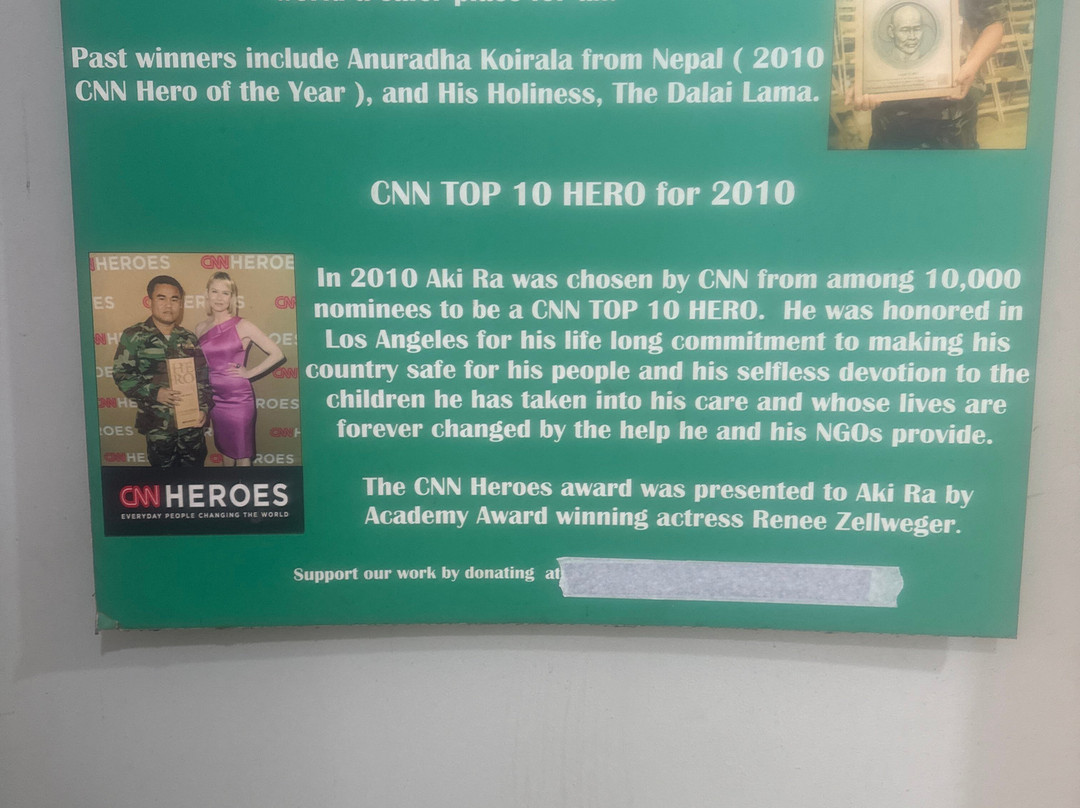 Past winners include Anuradha Koirala from Nepal ( 2010
CNN Hero of the Year ), and His Holiness, The Dalai Lama.
CNN TOP 10 HERO for 2010
In 2010 Aki Ra was chosen by CNN from among 10,000
nominees to be a CNN TOP 10 HERO. He was honored in
Los Angeles for his life long commitment to making his
country safe for his people and his selfless devotion to the
children he has taken into his care and whose lives are
forever changed by the help he and his NGOs provide.
HERO
CNN HEROES
EVERYDAY PEOPLE CHANGING THE WORLD
The CNN Heroes award was presented to Aki Ra by
Academy Award winning actress Renee Zellweger.
Support our work by donating at